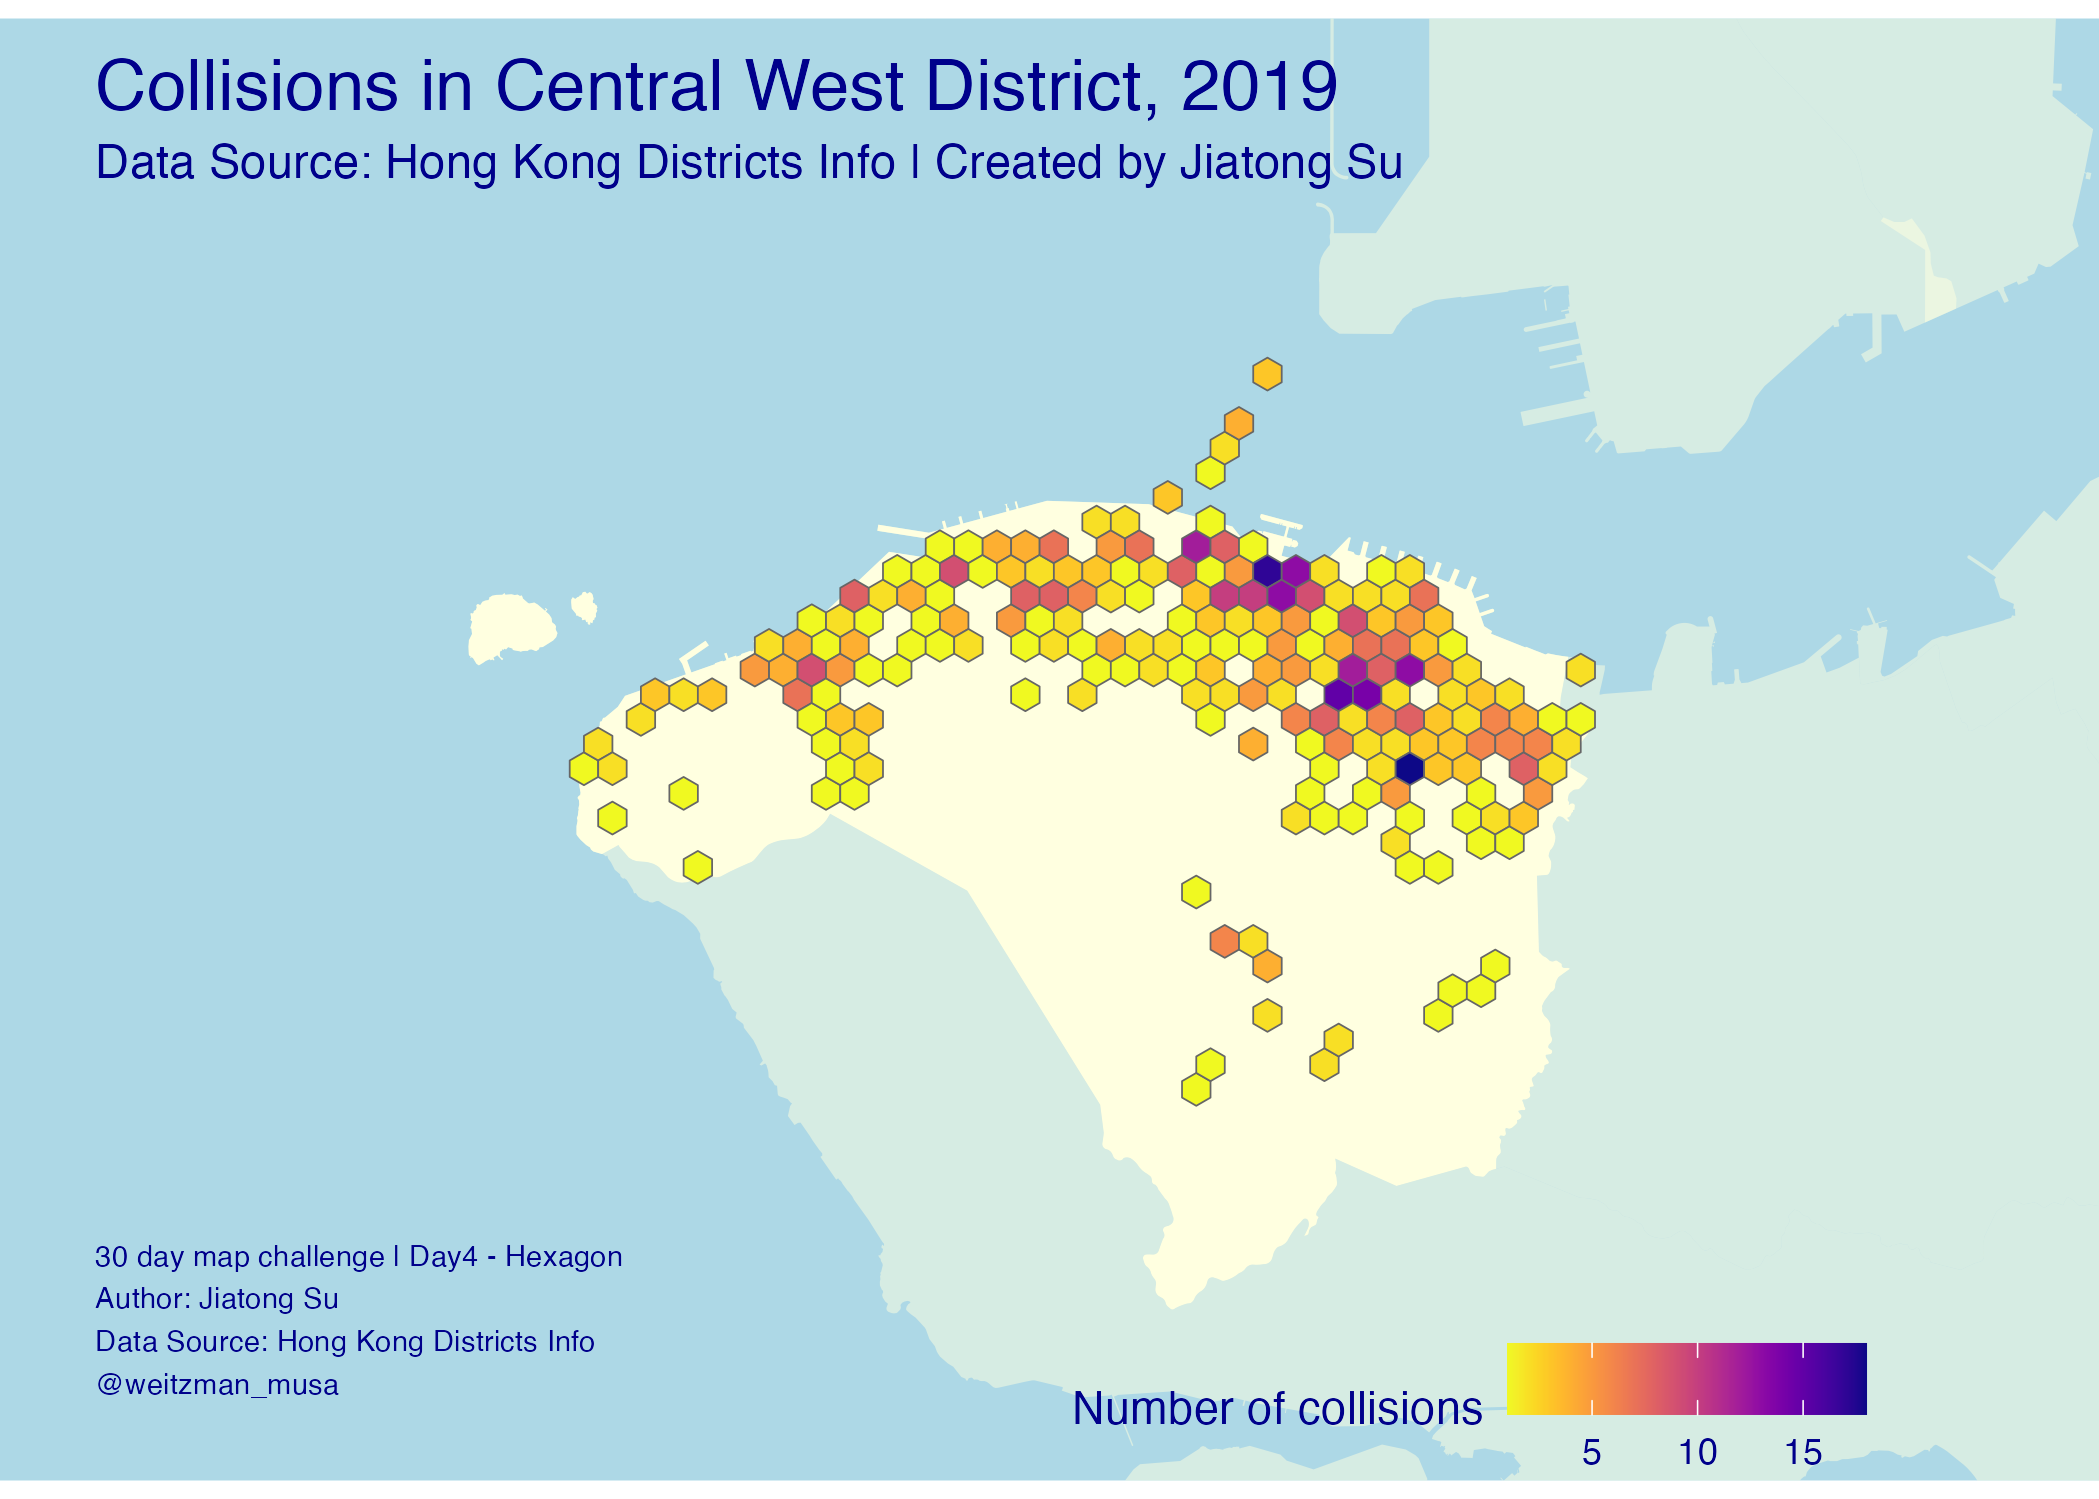 Collisions in Central West District, 2019
Data Source: Hong Kong Districts Info | Created by Jiatong Su
30 day map challenge | Day4 - Hexagon
Author: Jiatong Su
Data Source: Hong Kong Districts Info
@weitzman_musa
Number of collisions
5 10 15